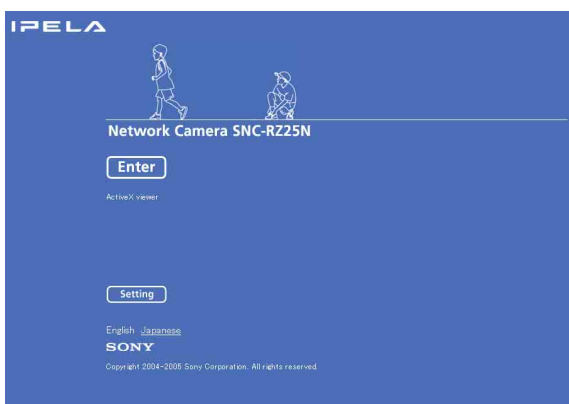 IPELA
Network Camera SNC-RZ25N
Enter
ActiveX viewer
Setting
English Japanese
SONY
Copyright 2004-2005 Sony Corporation. All rights reserved.